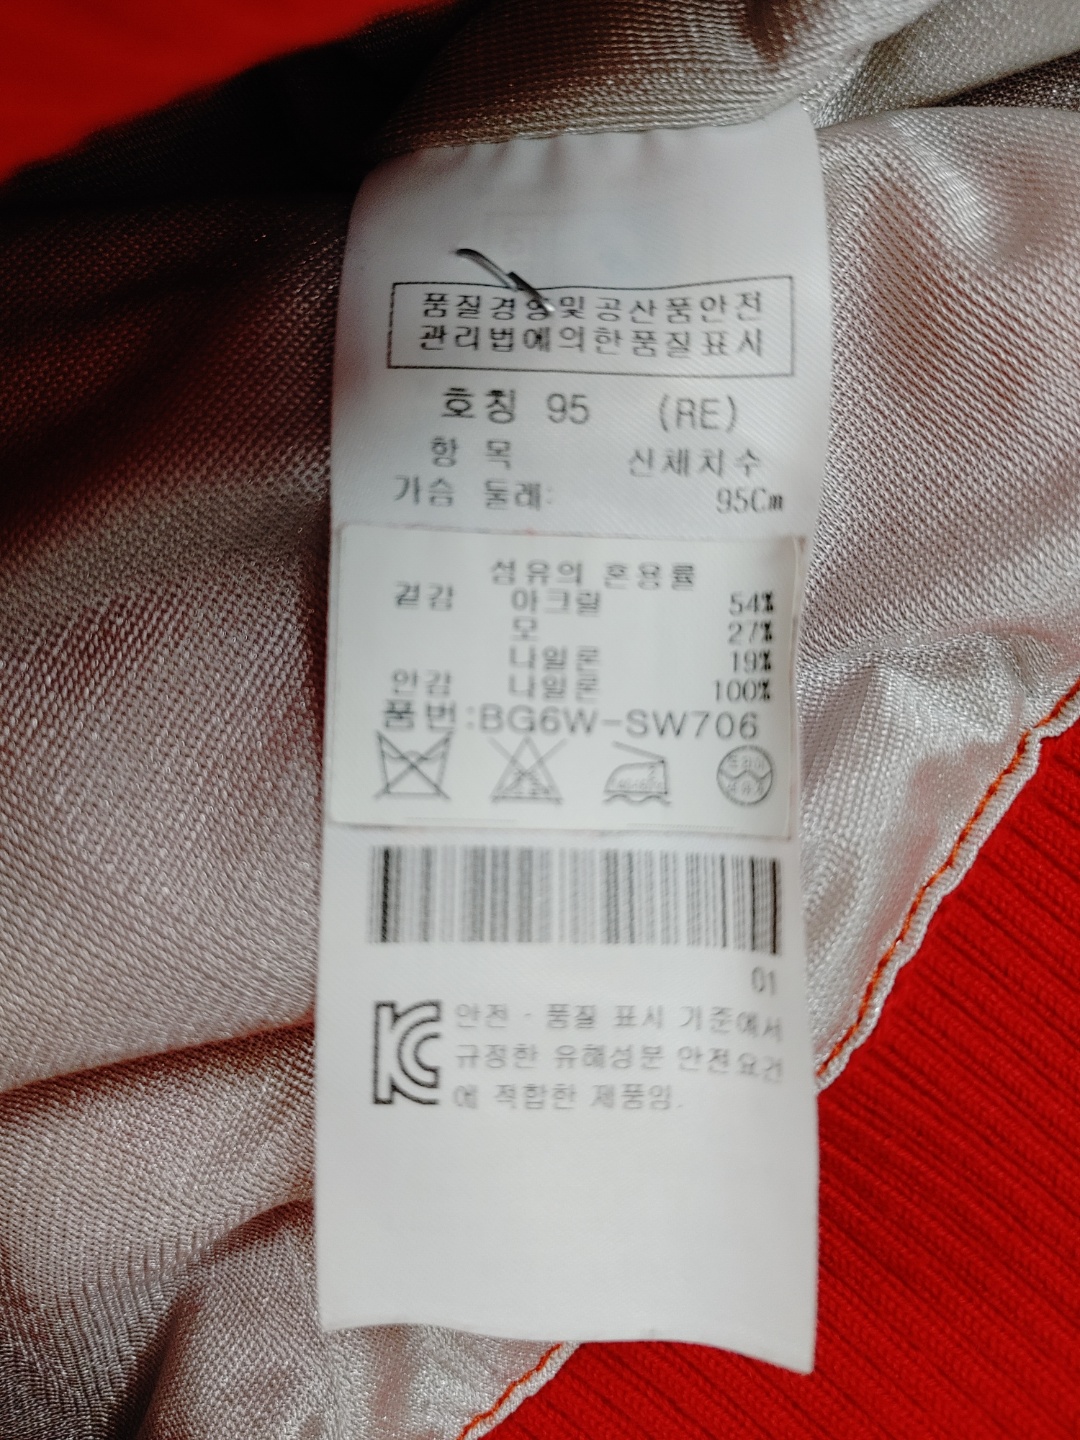 품질경영및공산품안전
관리법에의한품질표시
호칭 95 (RE)
항 목 신체치수
가슴 둘레: 95Cm
섬유의 혼용률
겉감 아크릴 54%
모 27%
나일론 19%
안감 나일론 100%
품번:BG6W-SW706
01
안전·품질 표시 기준에서
규정한 유해성분 안전요건
에 적합한 제품임.